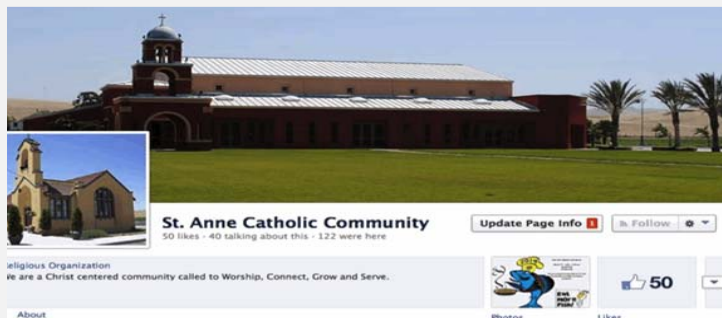 St. Anne Catholic Community
Update Page Info 1
Follow
50 likes · 40 talking about this · 122 were here
Religious Organization
We are a Christ centered community called to Worship, Connect, Grow and Serve.
50
About
Photos
Likes